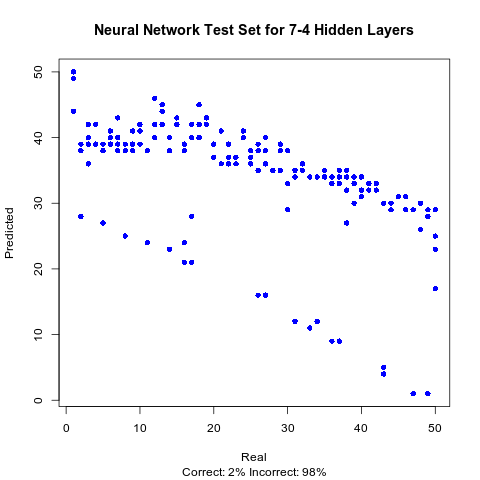 Neural Network Test Set for 7-4 Hidden Layers
Predicted
50
40
30
20
10
0
0 10 20 30 40 50
Real
Correct: 2% Incorrect: 98%